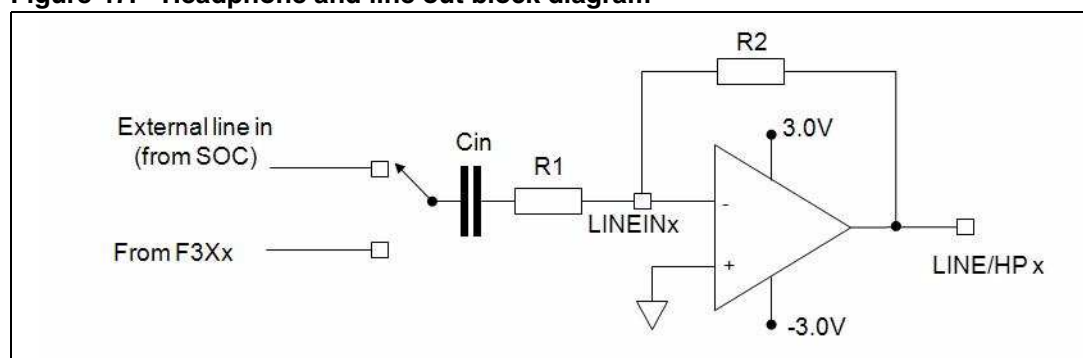 R2
External line in
(from SOC)
Cin
R1
3.0V
LINEINx
-
+
From F3Xx
LINE/HP x
-3.0V